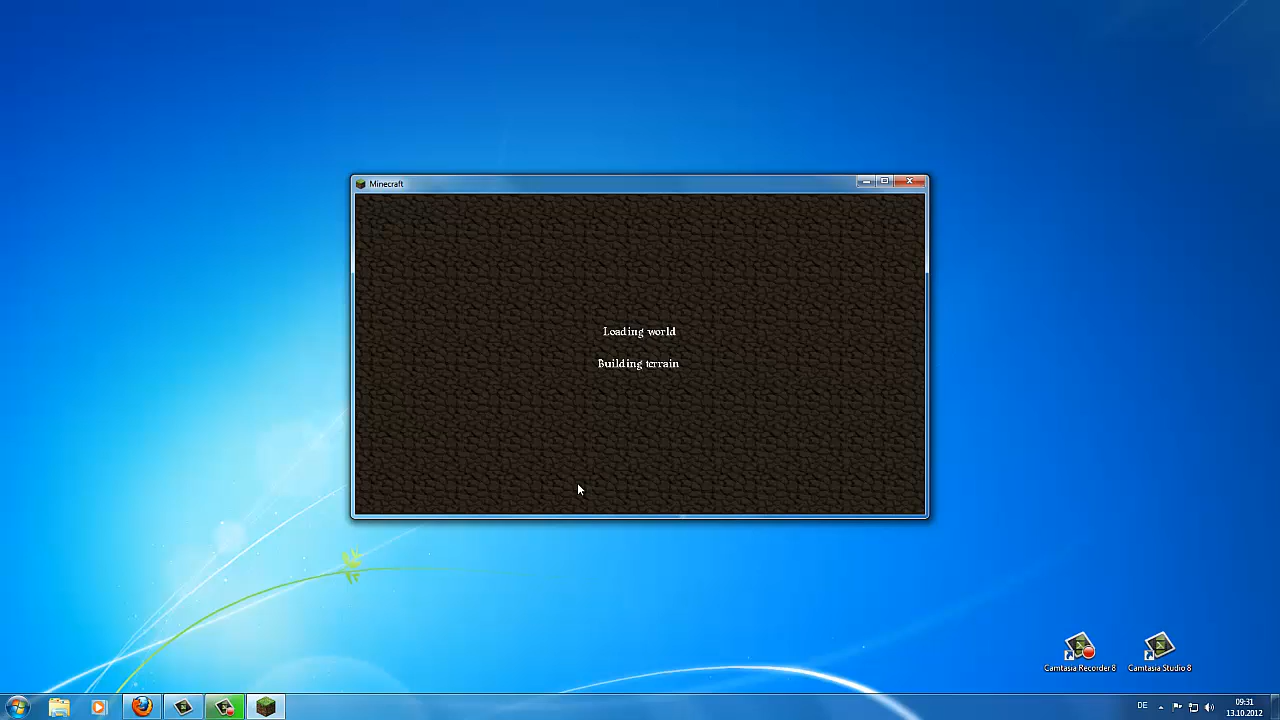 Minecraft
Loading world
Building terrain
Camtasia Recorder 8
Camtasia Studio 8
DE
09:31
13.10.2012